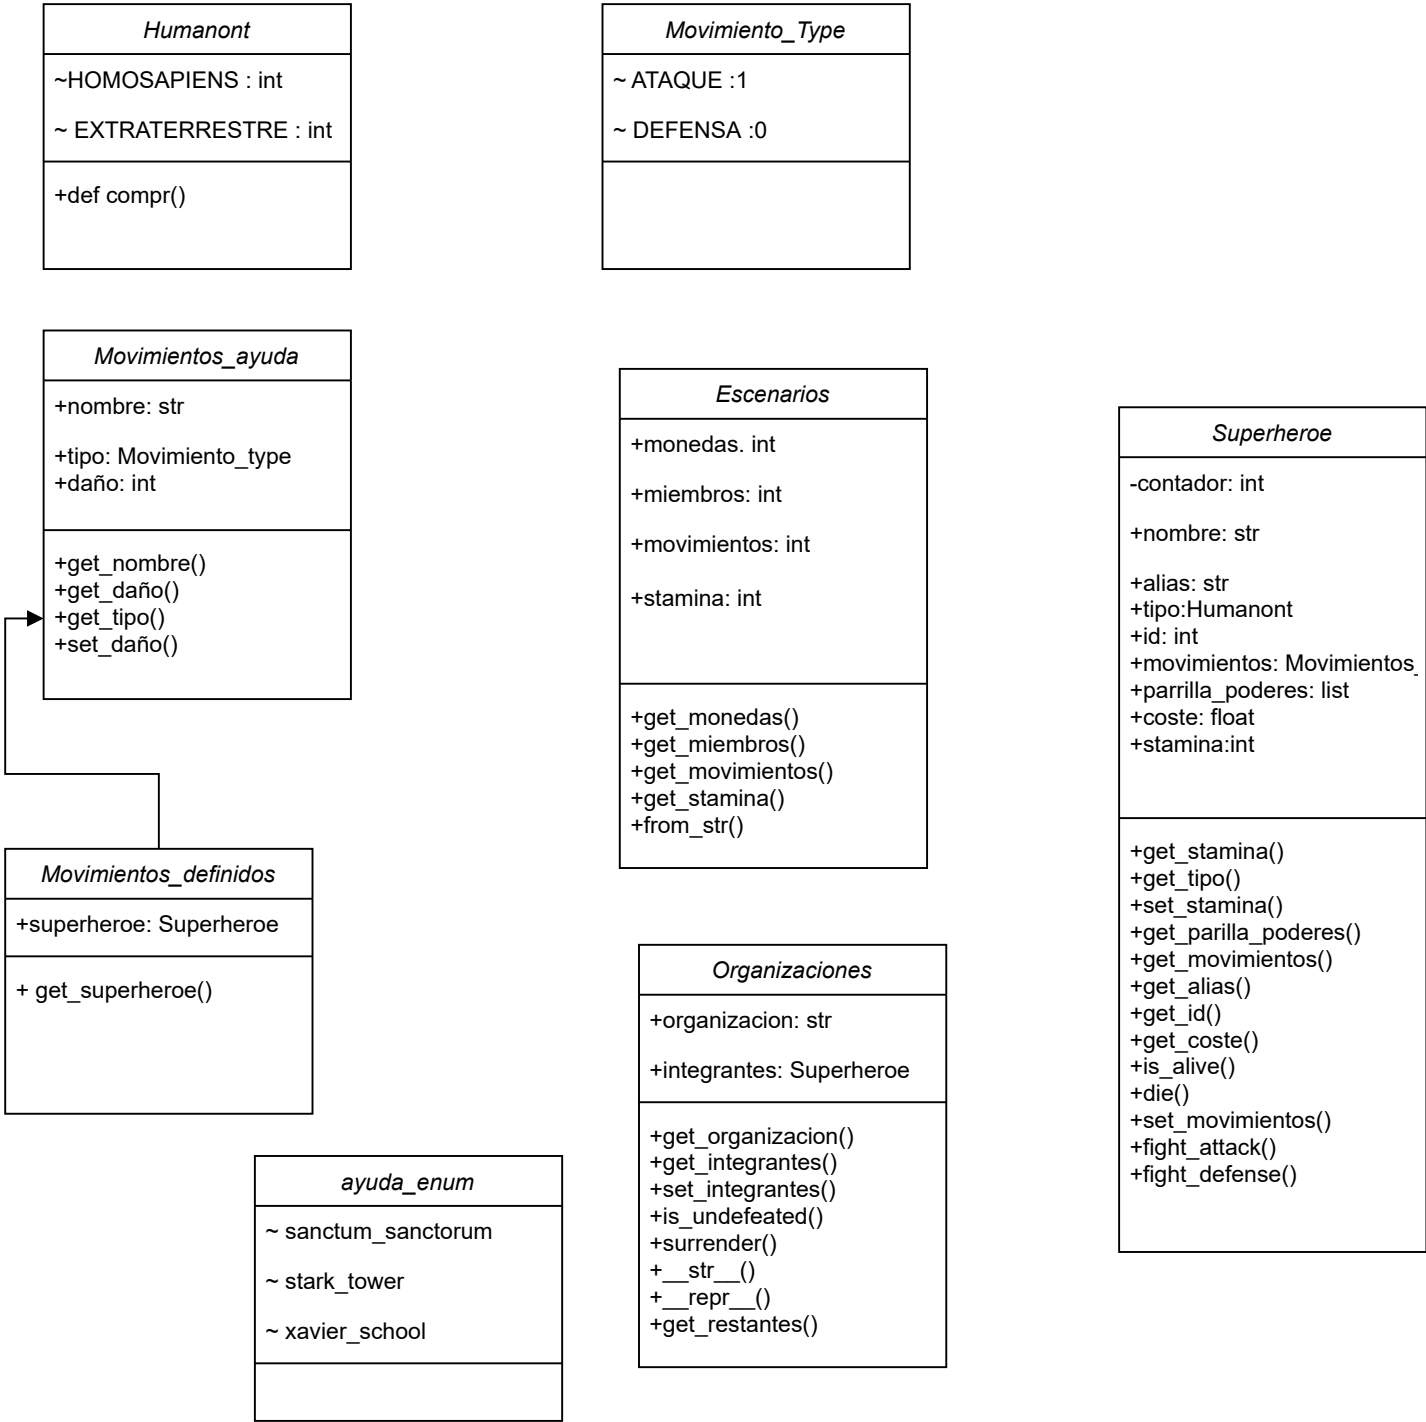 Humanont
~HOMOSAPIENS : int
~ EXTRATERRESTRE : int
+def compr()
Movimiento_Type
~ ATAQUE :1
~ DEFENSA :0
Movimientos_ayuda
+nombre: str
+tipo: Movimiento_type
+daño: int
+get_nombre()
+get_daño()
+get_tipo()
+set_daño()
Escenarios
+monedas. int
+miembros: int
+movimientos: int
+stamina: int
+get_monedas()
+get_miembros()
+get_movimientos()
+get_stamina()
+from_str()
Superheroe
-contador: int
+nombre: str
+alias: str
+tipo:Humanont
+id: int
+movimientos: Movimientos_
+parrilla_poderes: list
+coste: float
+stamina:int
+get_stamina()
+get_tipo()
+set_stamina()
+get_parilla_poderes()
+get_movimientos()
+get_alias()
+get_id()
+get_coste()
+is_alive()
+die()
+set_movimientos()
+fight_attack()
+fight_defense()
Movimientos_definidos
+superheroe: Superheroe
+ get_superheroe()
Organizaciones
+organizacion: str
+integrantes: Superheroe
+get_organizacion()
+get_integrantes()
+set_integrantes()
+is_undefeated()
+surrender()
+__str__()
+__repr__()
+get_restantes()
ayuda_enum
~ sanctum_sanctorum
~ stark_tower
~ xavier_school